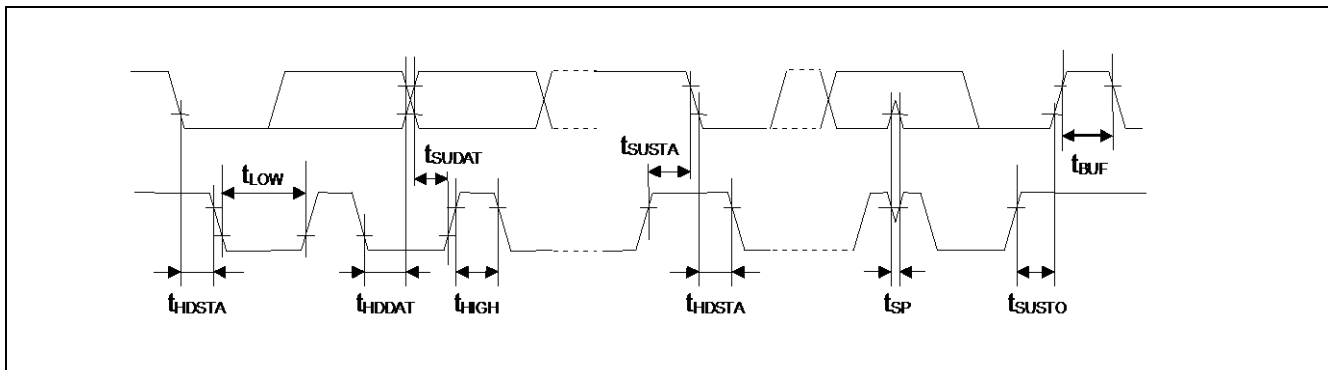 tSUDAT
tSUSTA
tLOW
tBUF
tHDSTA
tHDDAT
tHIGH
tHDSTA
tSP
tSUSTO